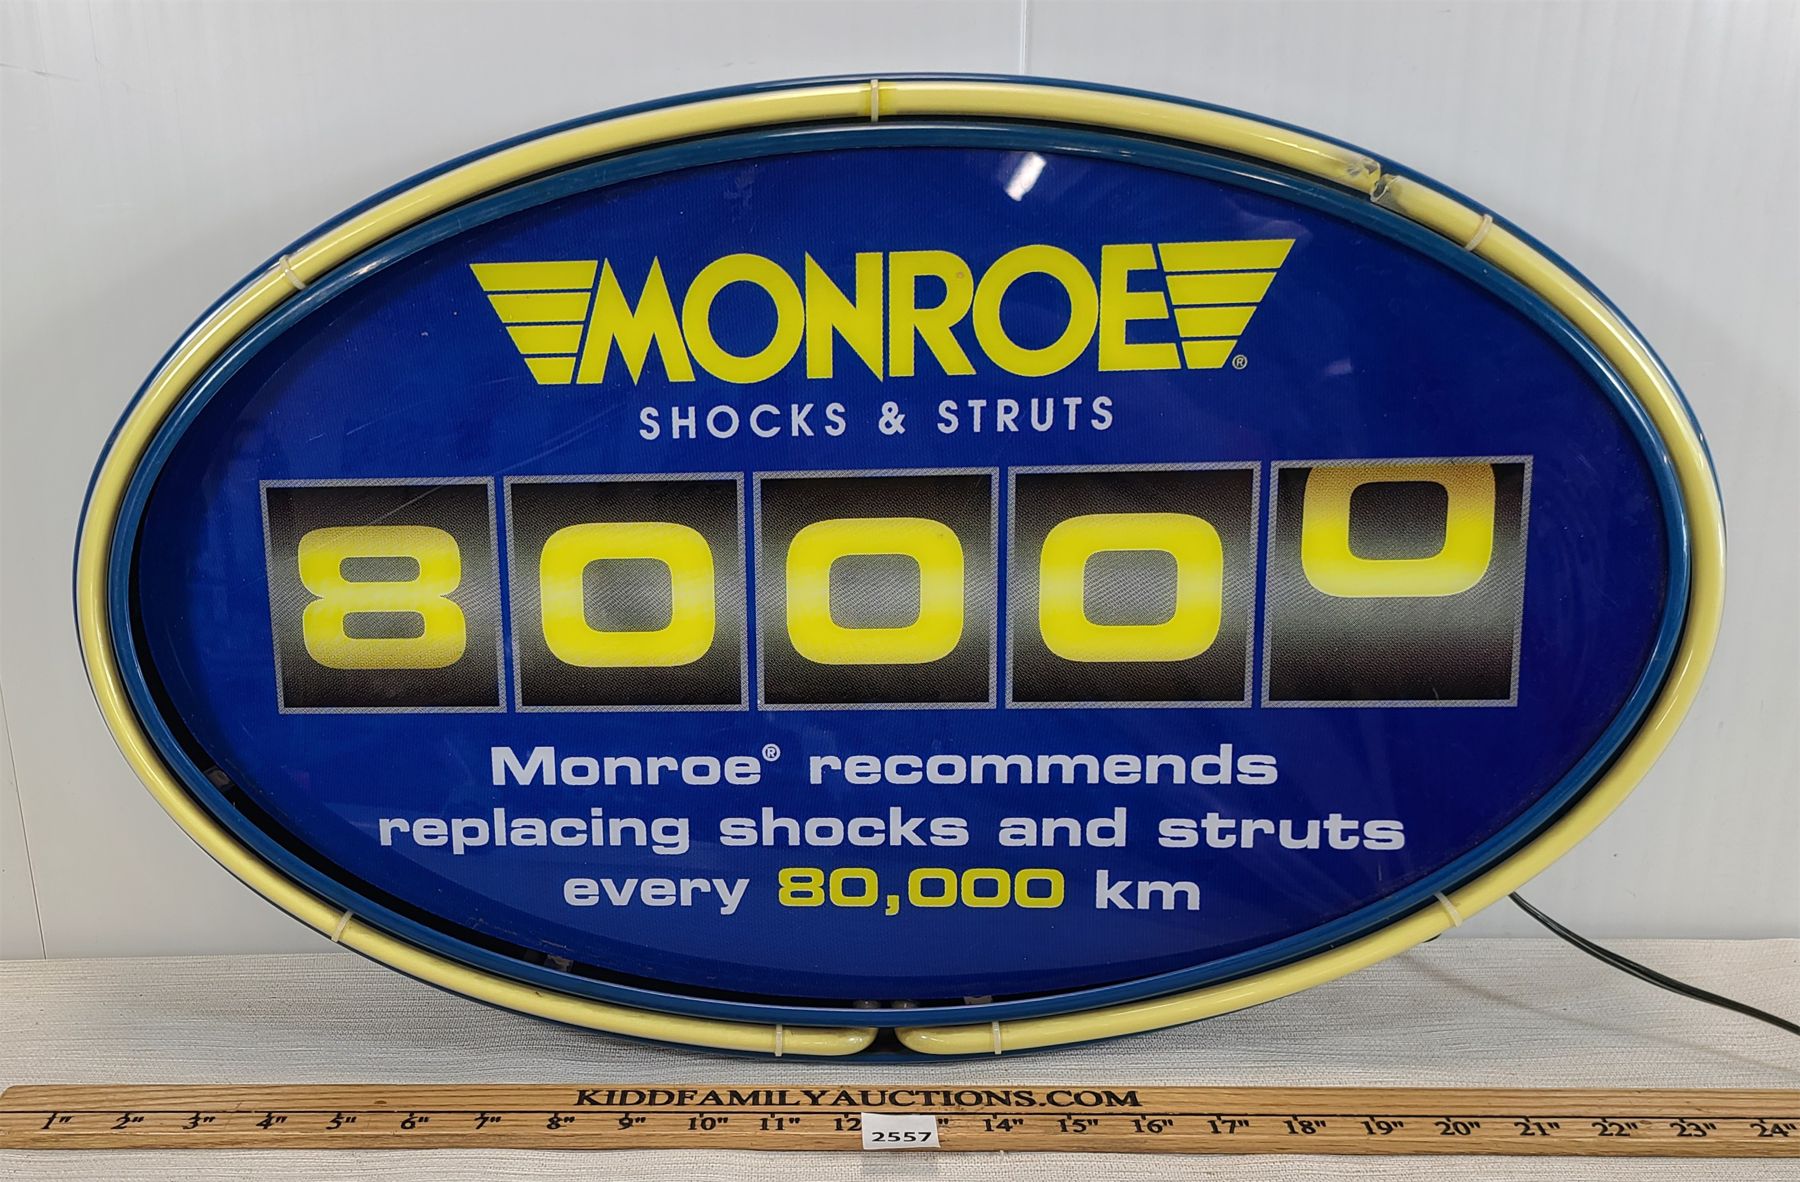 MONROE®
SHOCKS & STRUTS
80000
Monroe® recommends
replacing shocks and struts
every 80,000 km
KIDDFAMILYAUCTIONS.COM
1" 2" 3" 4" 5" 6" 7" 8" 9" 10" 11" 12 2557 " 14" 15" 16" 17" 18" 19" 20" 21" 22" 23" 24"